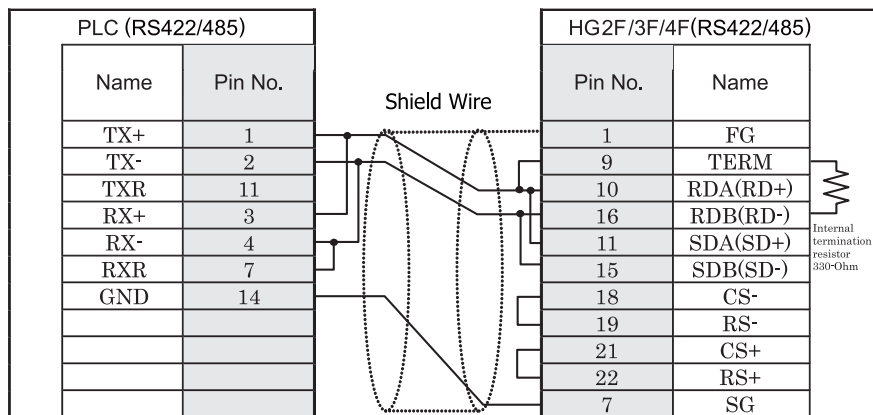 PLC (RS422/485)
HG2F/3F/4F(RS422/485)
Name Pin No.
Shield Wire
Pin No. Name
TX+ 1
1 FG
TX- 2
9 TERM
TXR 11
10 RDA(RD+)
RX+ 3
16 RDB(RD-)
RX- 4
11 SDA(SD+)
RXR 7
15 SDB(SD-)
GND 14
18 CS-
19 RS-
21 CS+
22 RS+
7 SG
Internal
termination
resistor
330-Ohm